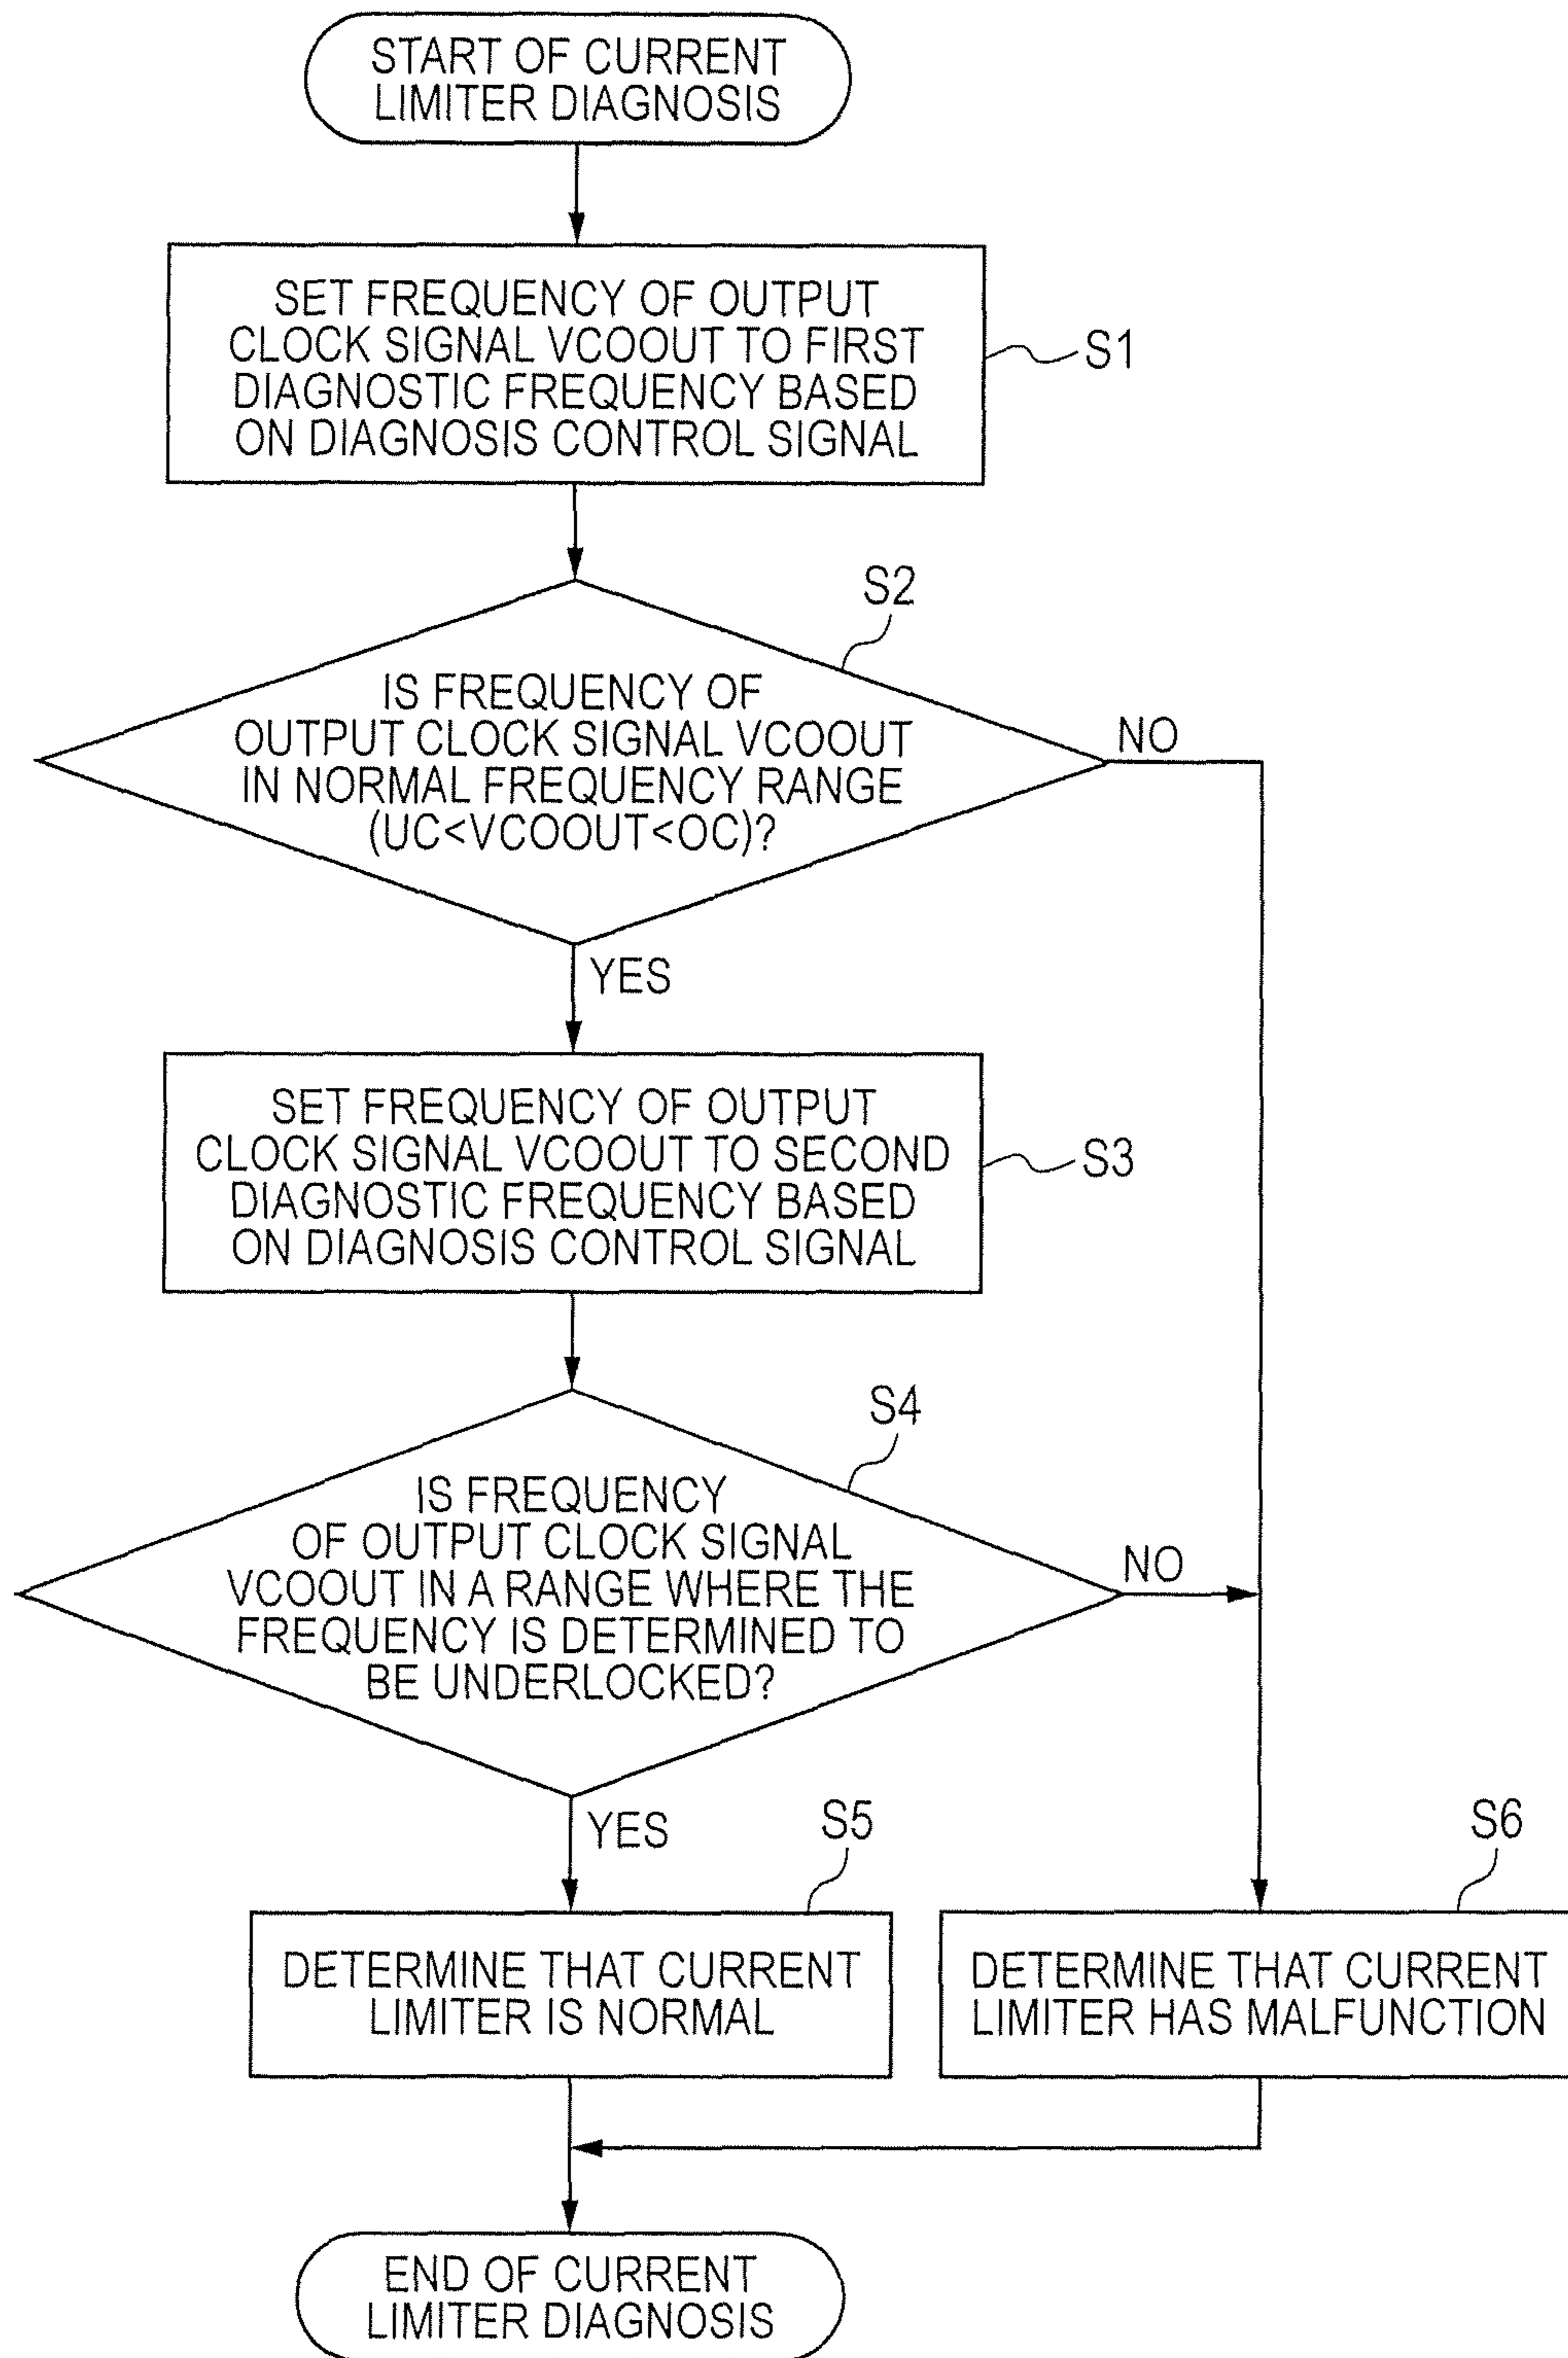 START OF CURRENT
LIMITER DIAGNOSIS
SET FREQUENCY OF OUTPUT
CLOCK SIGNAL VCOOUT TO FIRST
DIAGNOSTIC FREQUENCY BASED
ON DIAGNOSIS CONTROL SIGNAL
S1
S2
IS FREQUENCY OF
OUTPUT CLOCK SIGNAL VCOOUT
IN NORMAL FREQUENCY RANGE
(UC<VCOOUT<OC)?
NO
YES
SET FREQUENCY OF OUTPUT
CLOCK SIGNAL VCOOUT TO SECOND
DIAGNOSTIC FREQUENCY BASED
ON DIAGNOSIS CONTROL SIGNAL
S3
S4
IS FREQUENCY
OF OUTPUT CLOCK SIGNAL
VCOOUT IN A RANGE WHERE THE
FREQUENCY IS DETERMINED TO
BE UNDERLOCKED?
NO
YES
S5
DETERMINE THAT CURRENT
LIMITER IS NORMAL
S6
DETERMINE THAT CURRENT
LIMITER HAS MALFUNCTION
END OF CURRENT
LIMITER DIAGNOSIS